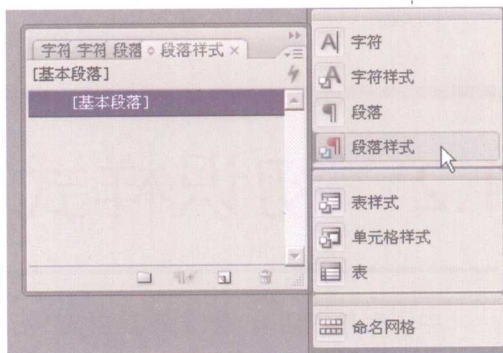 字符 字符 段落 段落样式 ×
[基本段落]
[基本段落]
字符
字符样式
段落
段落样式
表样式
单元格样式
表
命名网格